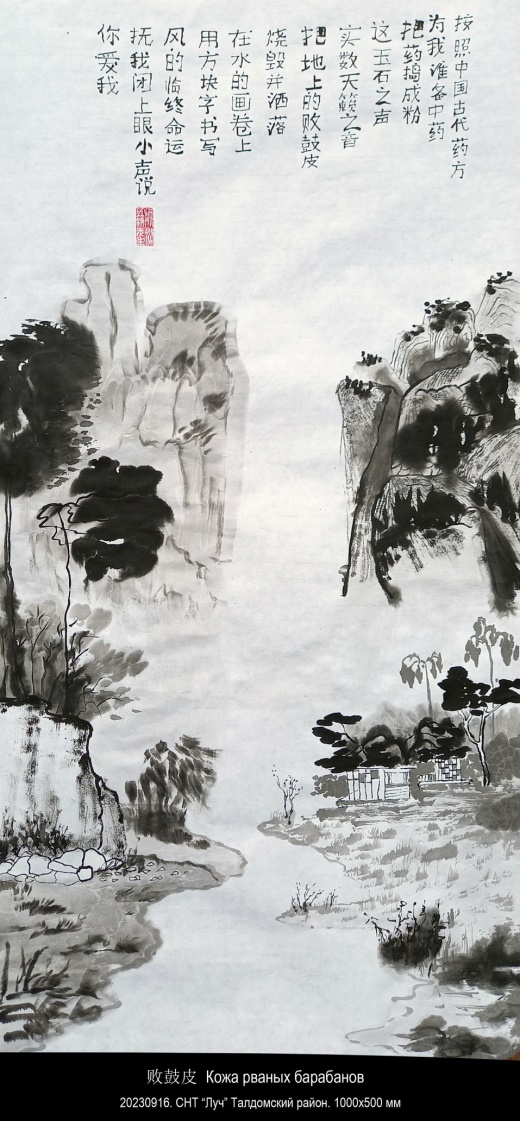 按照中国古代药方
为我准备中药
把药捣成粉
这玉石之声
实数天籁之音
把地上的败鼓皮
烧毁并洒落
在水的画卷上
用方块字书写
风的临终命运
抚我闭上眼小声说
你爱我
败鼓皮 Кожа рваных барабанов
20230916. СНТ “Луч” Талдомский район. 1000х500 мм